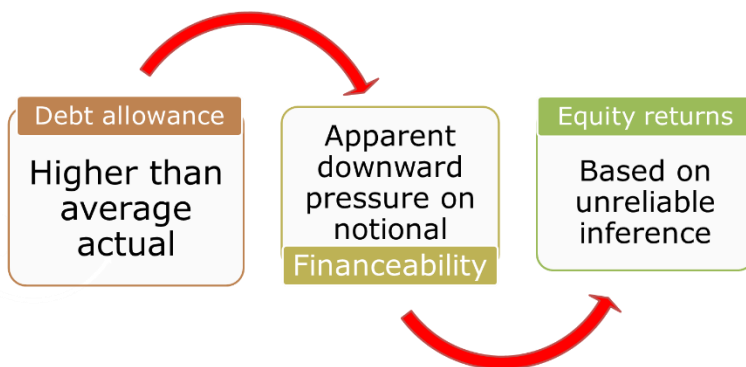 Debt allowance
Higher than
average
actual
Apparent
downward
pressure on
notional
Financeability
Equity returns
Based on
unreliable
inference